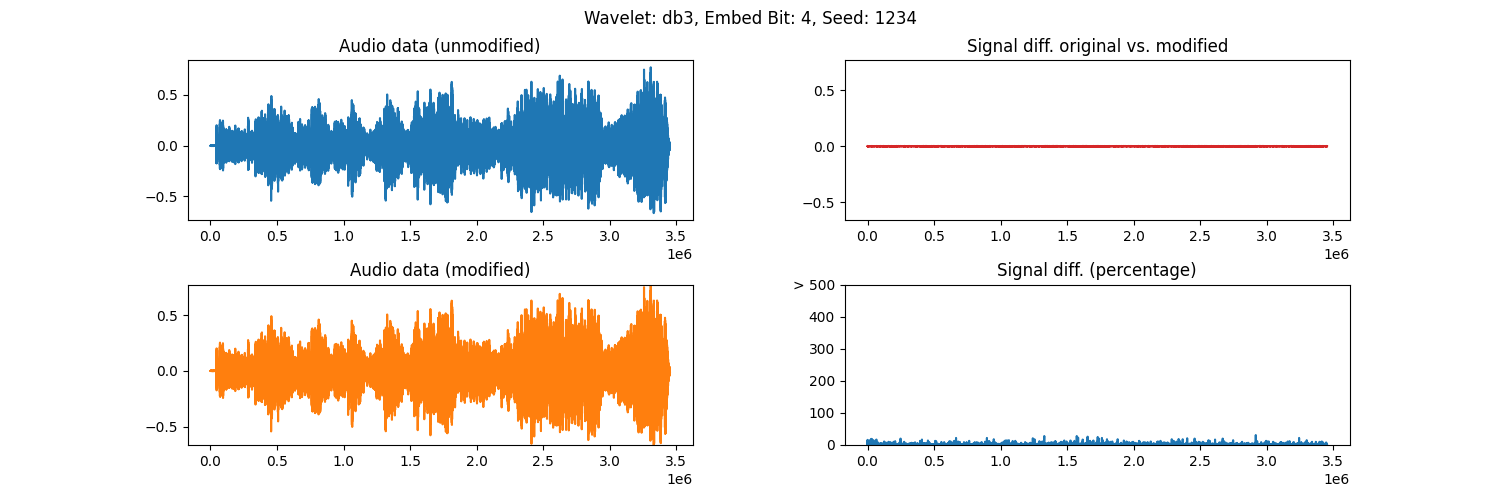 Wavelet: db3, Embed Bit: 4, Seed: 1234
Audio data (unmodified)
0.5
0.0
−0.5
0.0 0.5 1.0 1.5 2.0 2.5 3.0 3.5
1e6
Signal diff. original vs. modified
0.5
0.0
−0.5
0.0 0.5 1.0 1.5 2.0 2.5 3.0 3.5
1e6
Audio data (modified)
0.5
0.0
−0.5
0.0 0.5 1.0 1.5 2.0 2.5 3.0 3.5
1e6
Signal diff. (percentage)
> 500
400
300
200
100
0
0.0 0.5 1.0 1.5 2.0 2.5 3.0 3.5
1e6